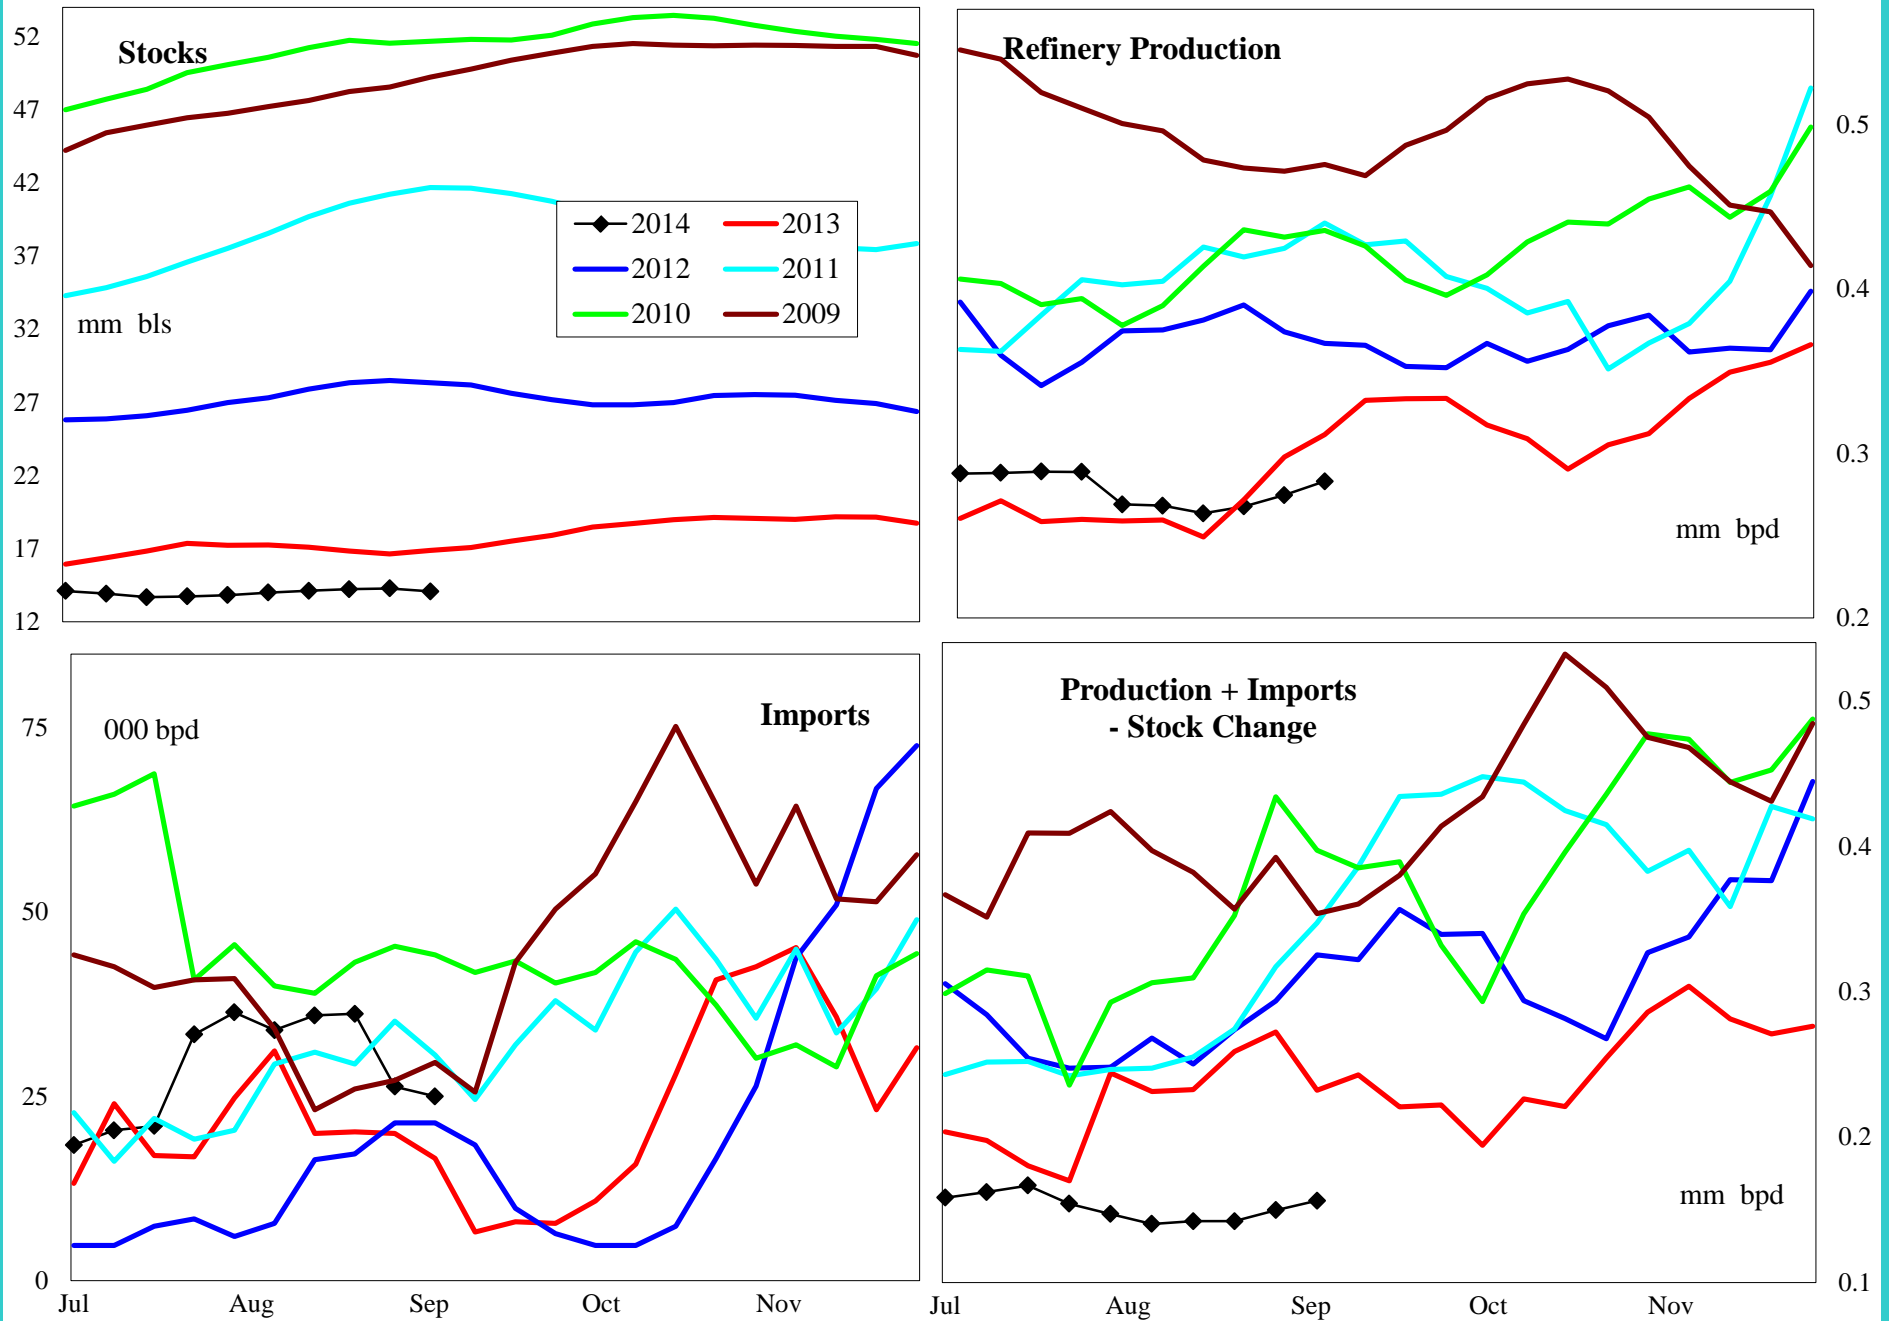 Stocks
52
47
42
37
32
27
22
17
12
mm bls
2014
2013
2012
2011
2010
2009
Refinery Production
0.5
0.4
0.3
0.2
mm bpd
Imports
000 bpd
75
50
25
0
Jul
Aug
Sep
Oct
Nov
Production + Imports
- Stock Change
0.5
0.4
0.3
0.2
0.1
mm bpd
Jul
Aug
Sep
Oct
Nov